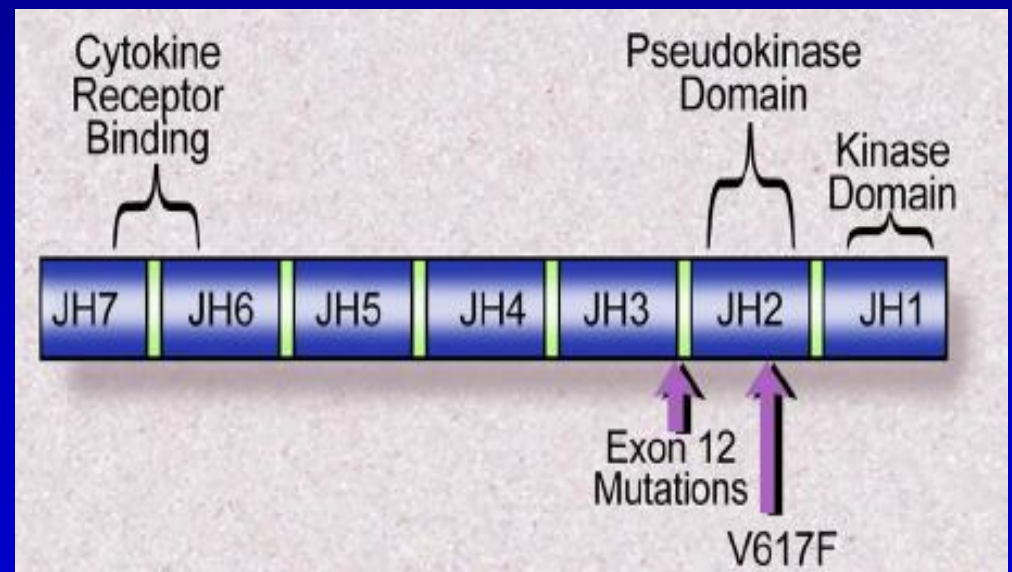 Cytokine
Receptor
Binding
Pseudokinase
Domain
Kinase
Domain
JH7 JH6 JH5 JH4 JH3 JH2 JH1
Exon 12
Mutations
V617F